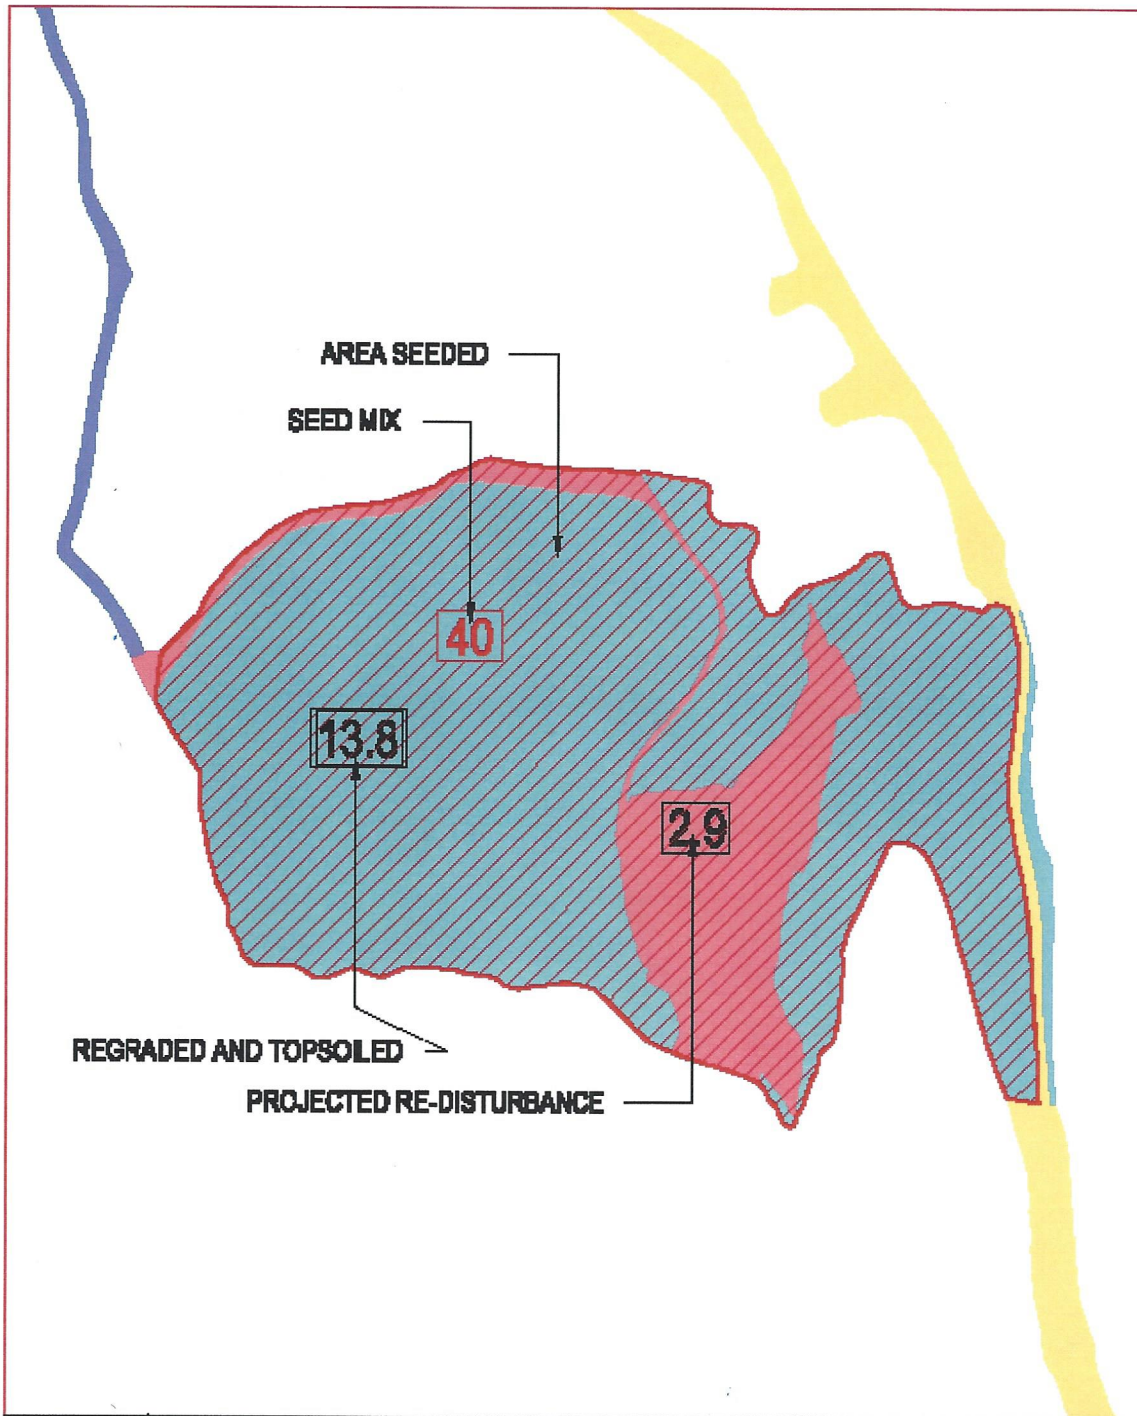 AREA SEEDED
SEED MIX
40
13.8
2.9
REGRADED AND TOPSOILED
PROJECTED RE-DISTURBANCE